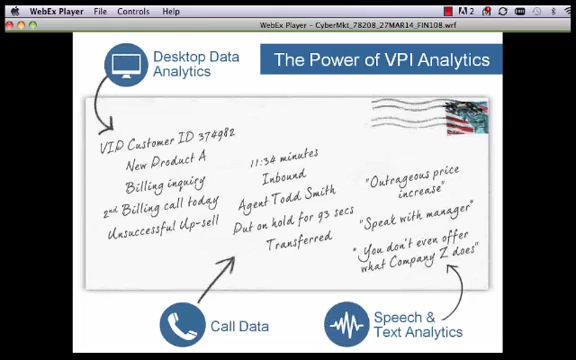 WebEx Player File Controls Help
2
WebEx Player - CyberMkt_78208_27MAR14_FIN108.wrf
Desktop Data
Analytics
The Power of VPI Analytics
VIP Customer ID 374982
New Product A
Billing inquiry
2nd Billing call today
Unsuccessful Up-sell
11:34 minutes
Inbound
Agent Todd Smith
Put on hold for 93 secs
Transferred
"Outrageous price
increase"
"Speak with manager"
"You don't even offer
what Company Z does"
Call Data
Speech &
Text Analytics